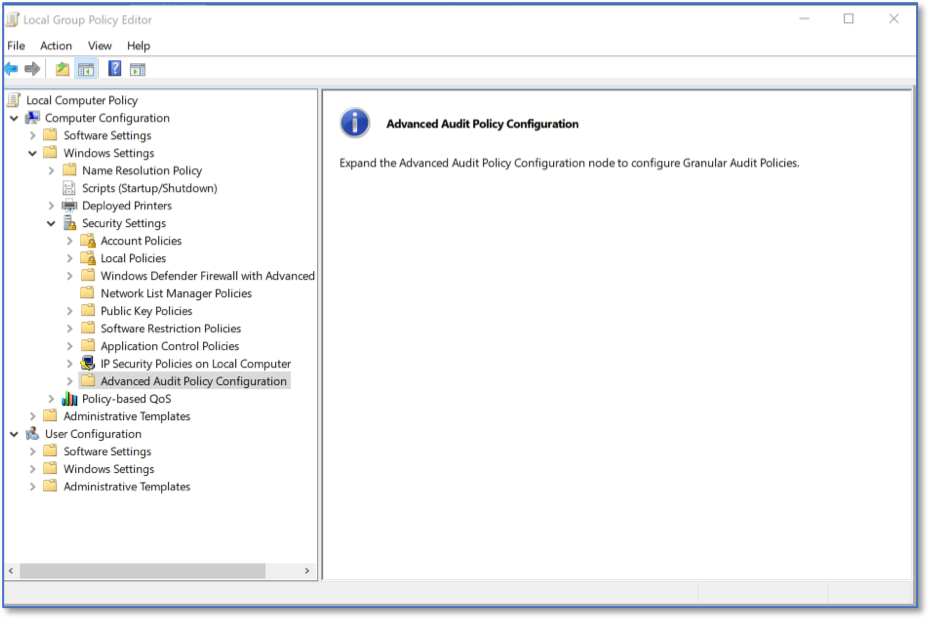 Local Group Policy Editor
File Action View Help
Local Computer Policy
Computer Configuration
Software Settings
Windows Settings
Name Resolution Policy
Scripts (Startup/Shutdown)
Deployed Printers
Security Settings
Account Policies
Local Policies
Windows Defender Firewall with Advanced
Network List Manager Policies
Public Key Policies
Software Restriction Policies
Application Control Policies
IP Security Policies on Local Computer
Advanced Audit Policy Configuration
Policy-based QoS
Administrative Templates
User Configuration
Software Settings
Windows Settings
Administrative Templates
Advanced Audit Policy Configuration
Expand the Advanced Audit Policy Configuration node to configure Granular Audit Policies.